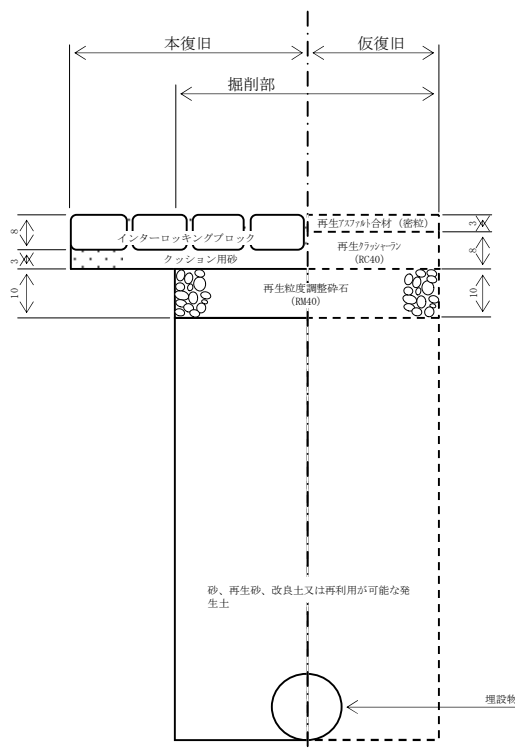 本復旧
仮復旧
掘削部
再生アスファルト合材（密粒）
3
8
インターロッキングブロック
再生クラッシャーラン
（RC40）
8
3
クッション用砂
10
再生粒度調整砕石
（RM40）
10
砂、再生砂、改良土又は再利用が可能な発
生土
埋設物